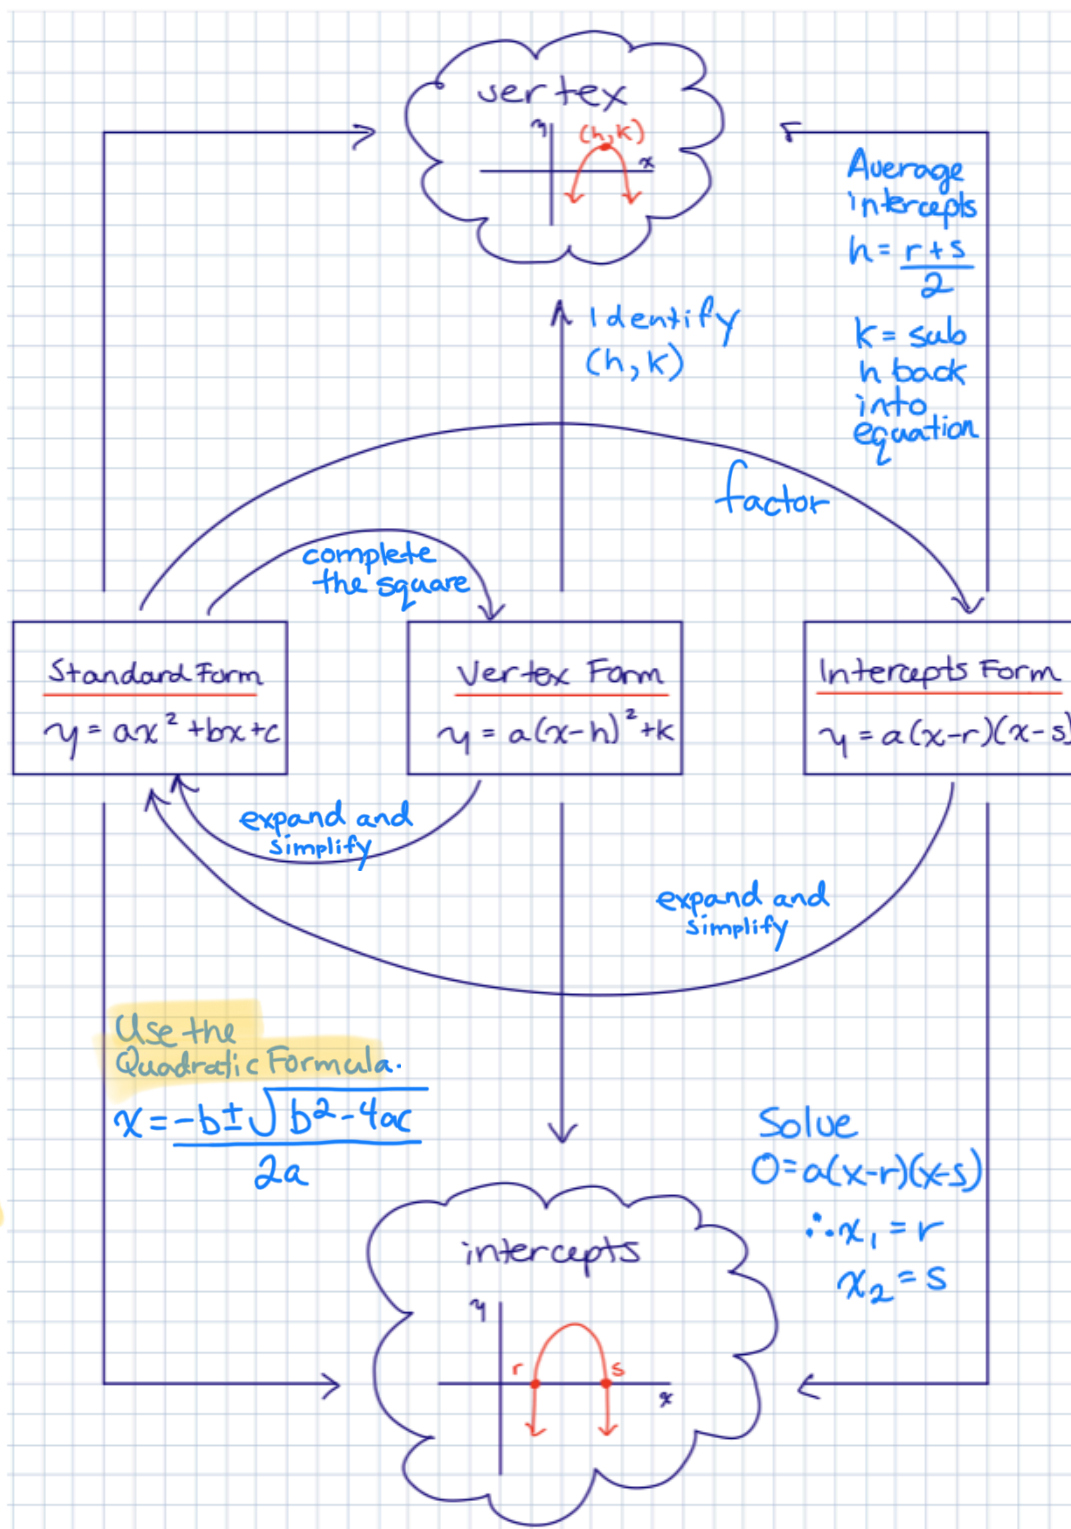 vertex
y
(h,k)
x
Average
intercepts
h = r+s
2
k = sub
h back
into
equation
Identify
(h, k)
factor
complete
the square
Standard Form
y = ax² +bx+c
Vertex Form
y = a(x-h)² +k
Intercepts Form
y = a(x-r)(x-s)
expand and
simplify
expand and
simplify
Use the
Quadratic Formula.
x = -b±√b²-4ac
2a
Solve
0=a(x-r)(x-s)
∴x₁ = r
x₂ = s
intercepts
y
r
s
x